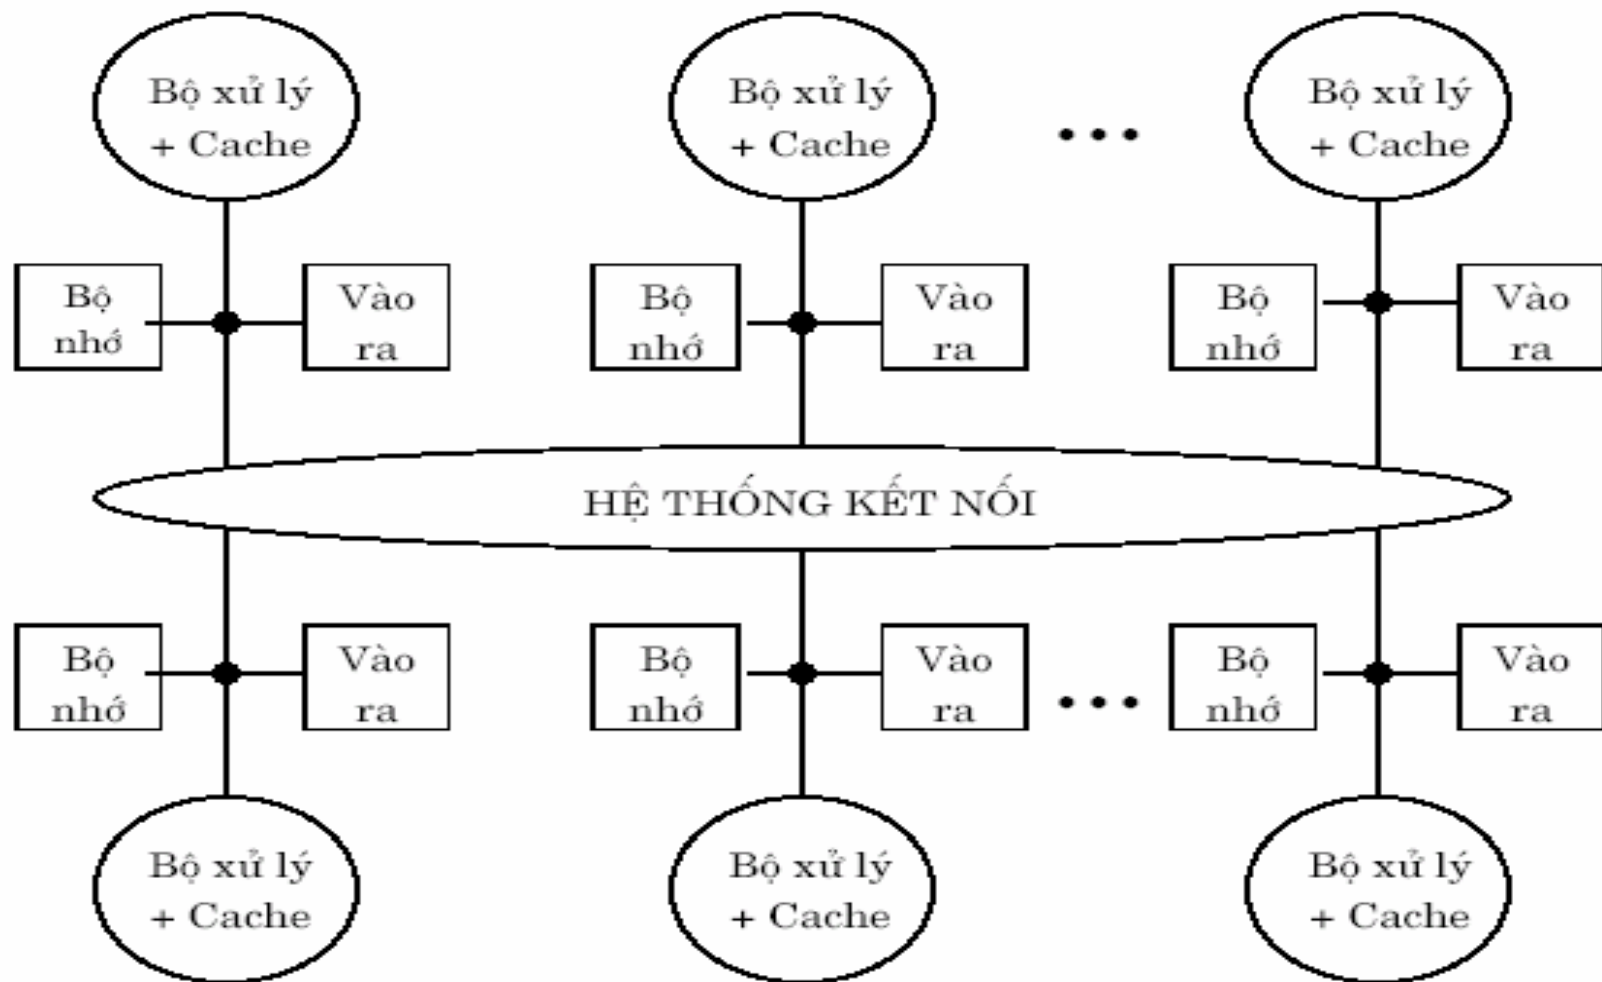 Bộ xử lý
+ Cache
Bộ xử lý
+ Cache
Bộ xử lý
+ Cache
Bộ
nhớ
Vào
ra
Bộ
nhớ
Vào
ra
Bộ
nhớ
Vào
ra
HỆ THỐNG KẾT NỐI
Bộ
nhớ
Vào
ra
Bộ
nhớ
Vào
ra
Bộ
nhớ
Vào
ra
Bộ xử lý
+ Cache
Bộ xử lý
+ Cache
Bộ xử lý
+ Cache